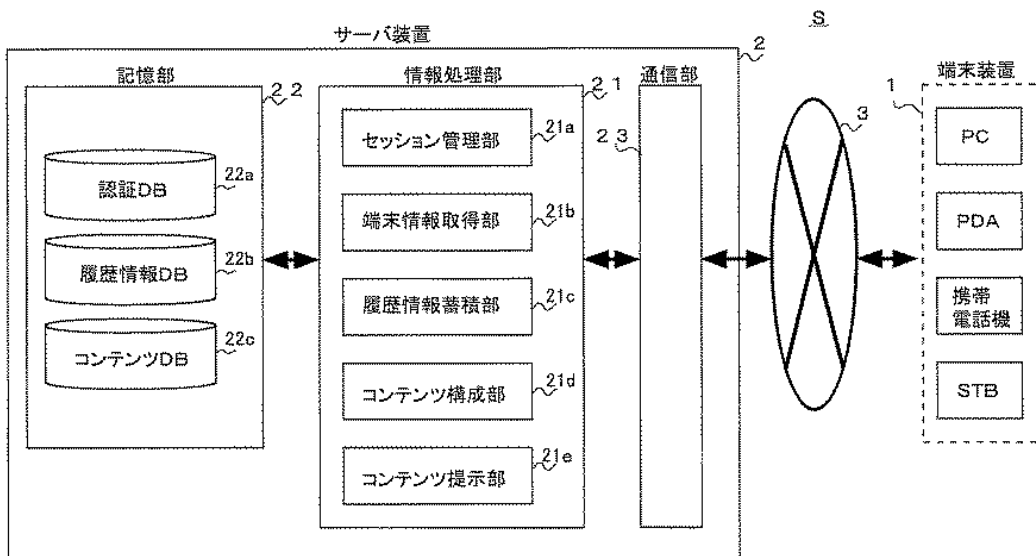 S
サーバ装置
2
記憶部
22
認証DB
22a
履歴情報DB
22b
コンテンツDB
22c
情報処理部
21
セッション管理部
21a
端末情報取得部
21b
履歴情報蓄積部
21c
コンテンツ構成部
21d
コンテンツ提示部
21e
通信部
23
3
端末装置
1
PC
PDA
携帯
電話機
STB